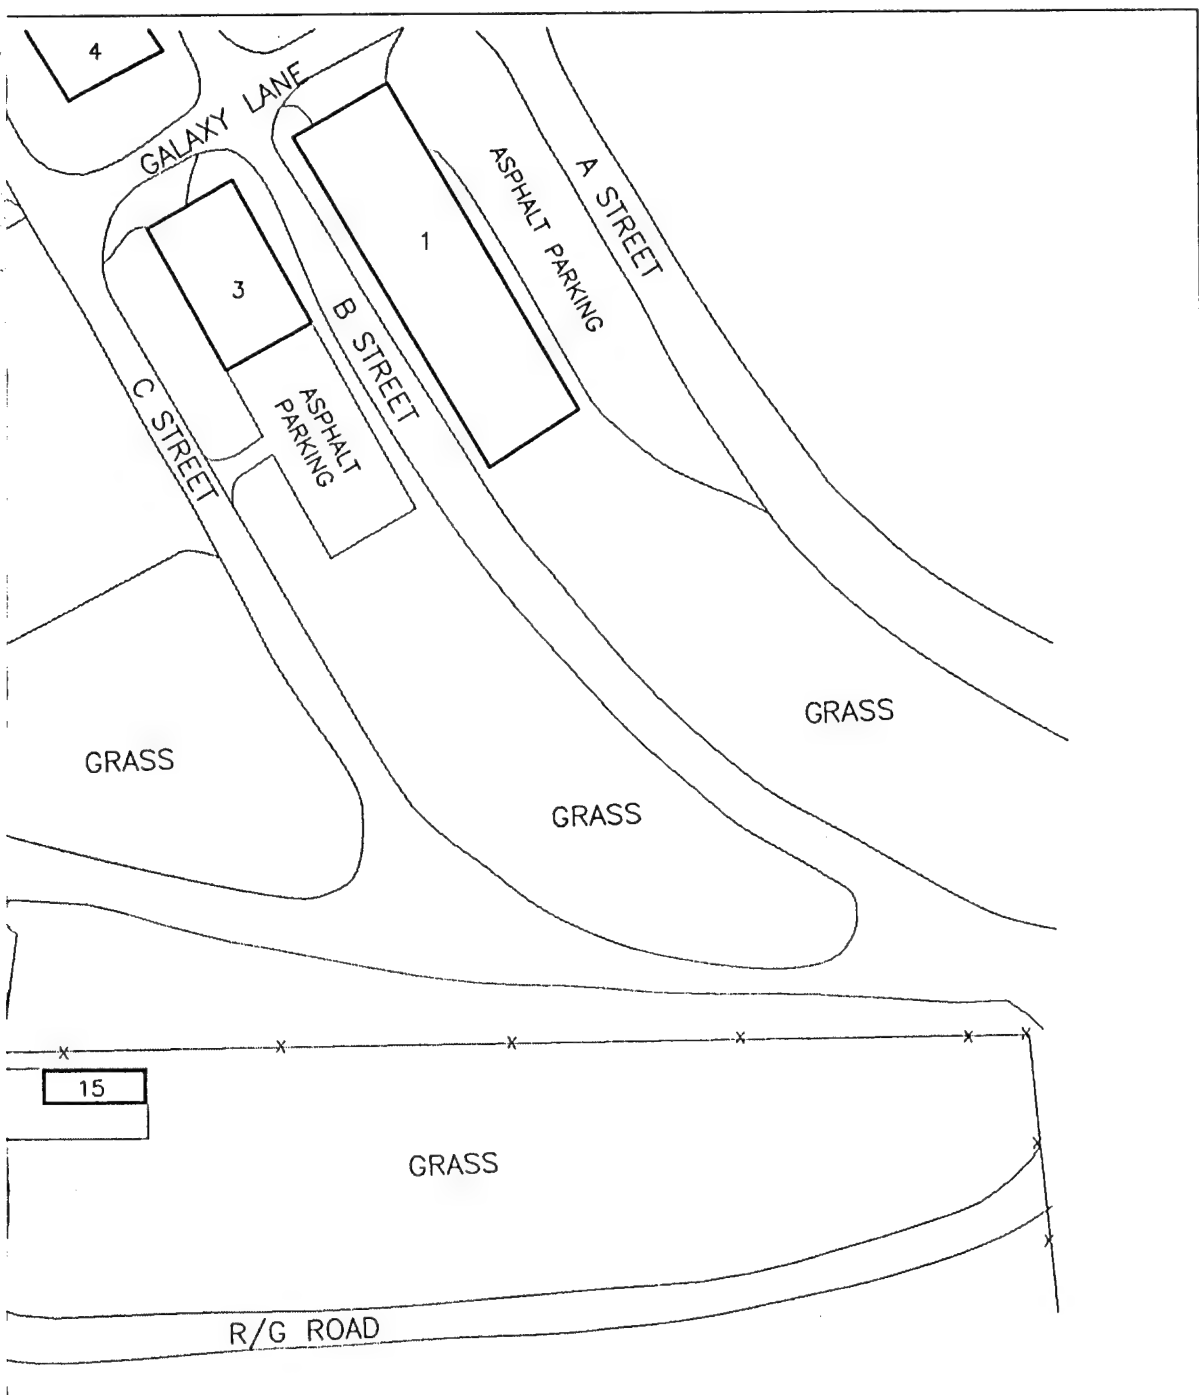 4
GALAXY LANE
1
3
ASPHALT PARKING
A STREET
B STREET
C STREET
ASPHALT
PARKING
GRASS
GRASS
GRASS
15
GRASS
R/G ROAD